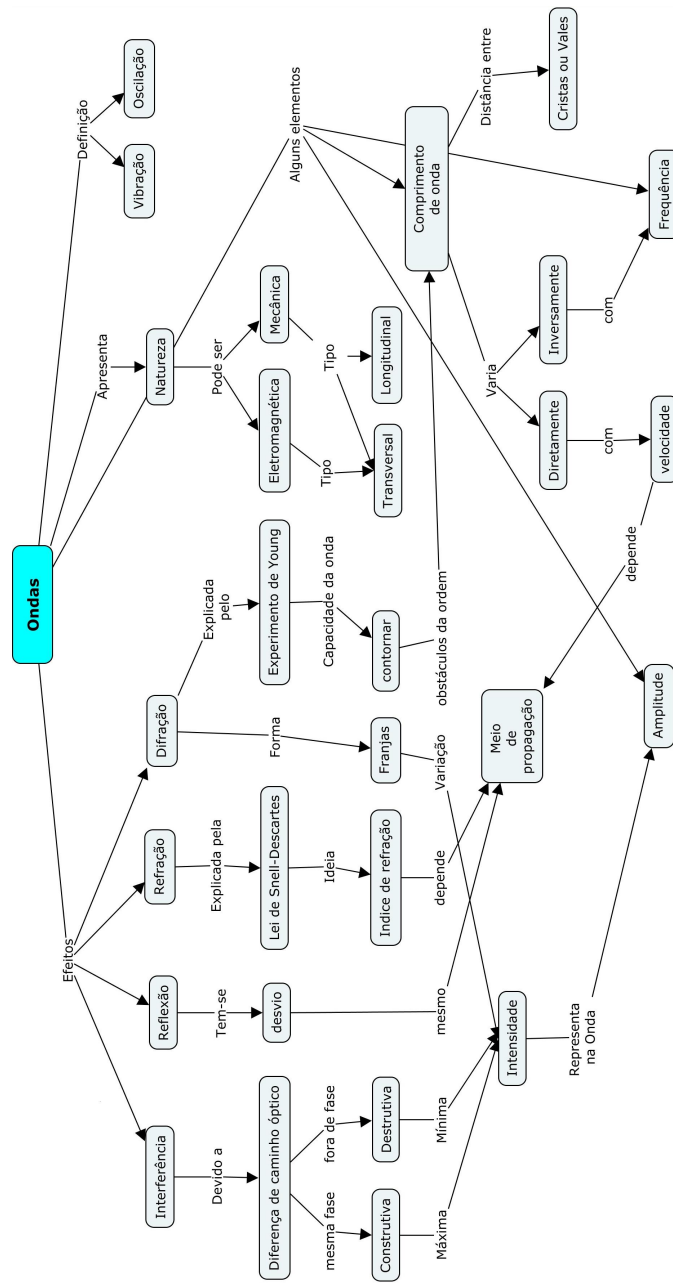 Ondas
Efeitos
Apresenta
Definição
Interferência
Reflexão
Refração
Difração
Natureza
Vibração
Oscilação
Devido a
Tem-se
Explicada pela
Explicada
pelo
Forma
Pode ser
Alguns elementos
Diferença de caminho óptico
desvio
Lei de Snell-Descartes
Experimento de Young
Eletromagnética
Mecânica
mesma fase
fora de fase
Ideia
Capacidade da onda
Tipo
Tipo
Construtiva
Destrutiva
Indice de refração
Franjas
contornar
Transversal
Longitudinal
Comprimento
de onda
Máxima
Mínima
mesmo
depende
Variação
obstáculos da ordem
Varia
Distância entre
Intensidade
Meio
de
propagação
Diretamente
Inversamente
Cristas ou Vales
Representa
na Onda
depende
com
com
Amplitude
velocidade
Frequência